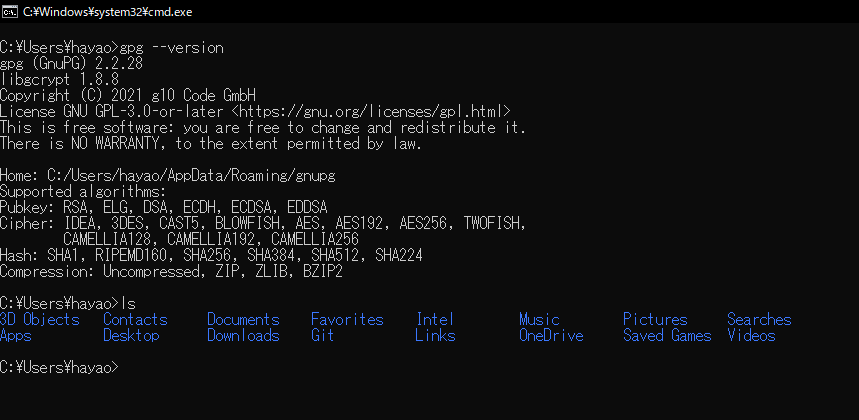 C:¥Windows¥system32¥cmd.exe
C:¥Users¥hayao>gpg --version
gpg (GnuPG) 2.2.28
libgcrypt 1.8.8
Copyright (C) 2021 g10 Code GmbH
License GNU GPL-3.0-or-later <https://gnu.org/licenses/gpl.html>
This is free software: you are free to change and redistribute it.
There is NO WARRANTY, to the extent permitted by law.
Home: C:/Users/hayao/AppData/Roaming/gnupg
Supported algorithms:
Pubkey: RSA, ELG, DSA, ECDH, ECDSA, EDDSA
Cipher: IDEA, 3DES, CAST5, BLOWFISH, AES, AES192, AES256, TWOFISH,
        CAMELLIA128, CAMELLIA192, CAMELLIA256
Hash: SHA1, RIPEMD160, SHA256, SHA384, SHA512, SHA224
Compression: Uncompressed, ZIP, ZLIB, BZIP2
C:¥Users¥hayao>ls
3D Objects   Contacts     Documents    Favorites    Intel        Music        Pictures     Searches
Apps         Desktop      Downloads    Git          Links        OneDrive     Saved Games  Videos
C:¥Users¥hayao>